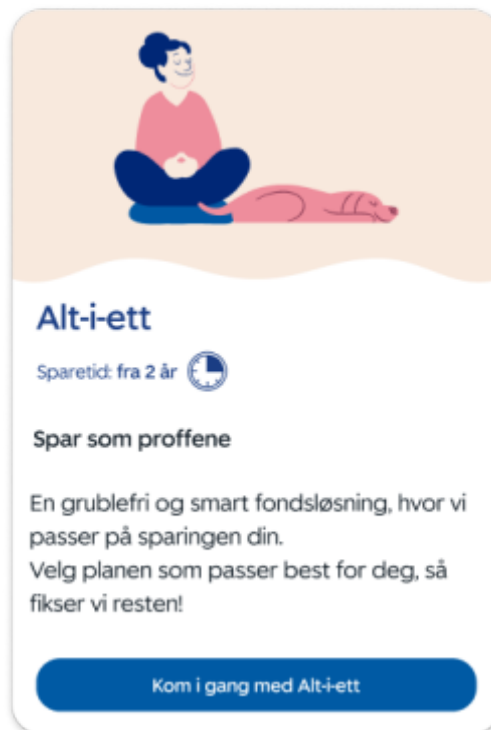 Alt-i-ett
Sparetid: fra 2 år
Spar som proffene
En grublefri og smart fondsløsning, hvor vi
passer på sparingen din.
Velg planen som passer best for deg, så
fikser vi resten!
Kom i gang med Alt-i-ett